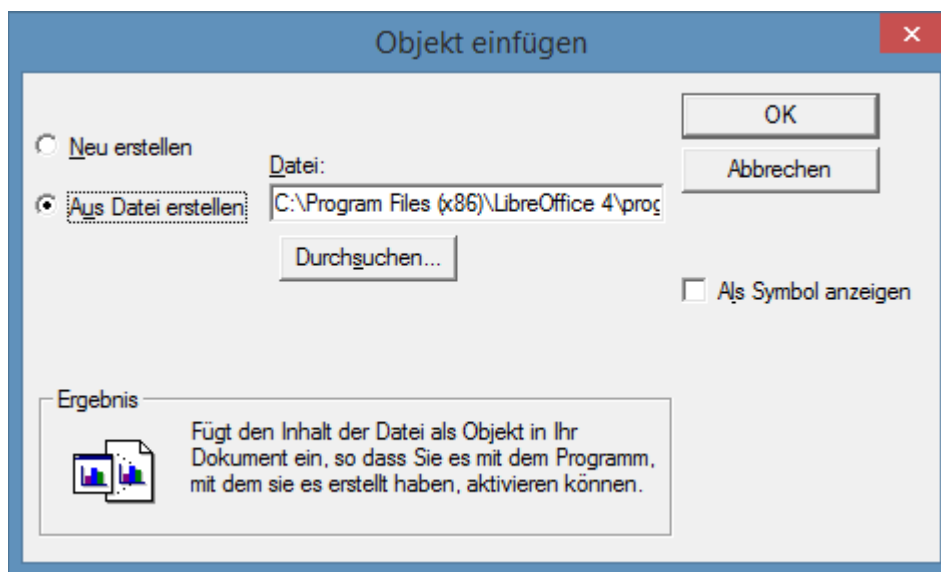 Objekt einfügen
Neu erstellen
Aus Datei erstellen
Datei:
C:\Program Files (x86)\LibreOffice 4\prog
Durchsuchen...
OK
Abbrechen
Als Symbol anzeigen
Ergebnis
Fügt den Inhalt der Datei als Objekt in Ihr
Dokument ein, so dass Sie es mit dem Programm,
mit dem sie es erstellt haben, aktivieren können.